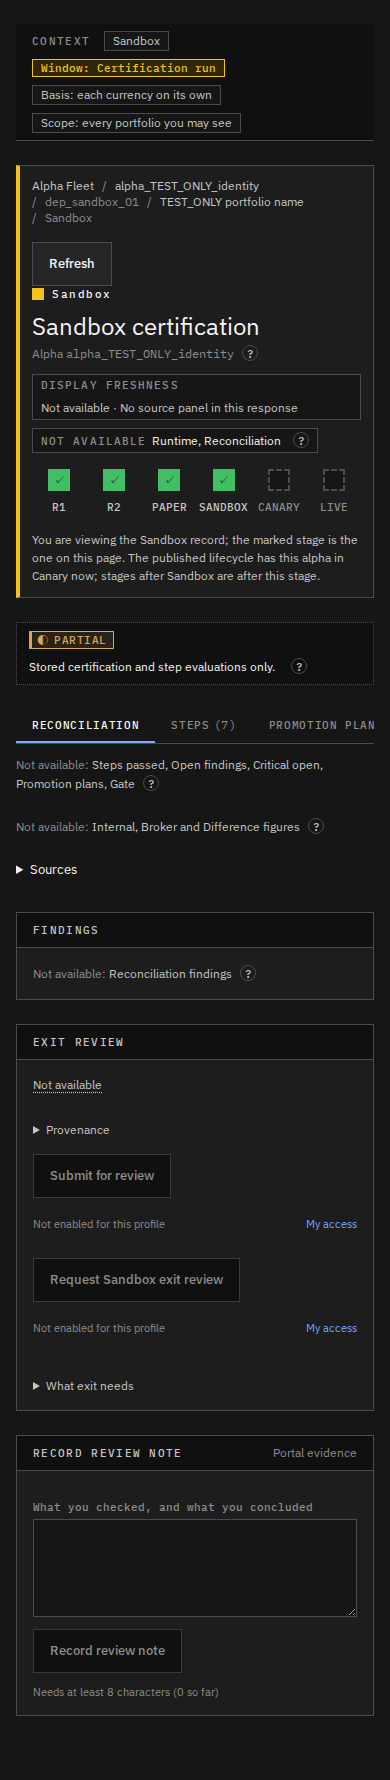 CONTEXT Sandbox
Window: Certification run
Basis: each currency on its own
Scope: every portfolio you may see
Alpha Fleet / alpha_TEST_ONLY_identity
/ dep_sandbox_01 / TEST_ONLY portfolio name
/ Sandbox
Refresh
Sandbox
Sandbox certification
Alpha alpha_TEST_ONLY_identity ?
DISPLAY FRESHNESS
Not available · No source panel in this response
NOT AVAILABLE Runtime, Reconciliation ?
✓ ✓ ✓ ✓
R1 R2 PAPER SANDBOX CANARY LIVE
You are viewing the Sandbox record; the marked stage is the
one on this page. The published lifecycle has this alpha in
Canary now; stages after Sandbox are after this stage.
PARTIAL
Stored certification and step evaluations only. ?
RECONCILIATION STEPS (7) PROMOTION PLAN
Not available: Steps passed, Open findings, Critical open,
Promotion plans, Gate ?
Not available: Internal, Broker and Difference figures ?
Sources
FINDINGS
Not available: Reconciliation findings ?
EXIT REVIEW
Not available
Provenance
Submit for review
Not enabled for this profile My access
Request Sandbox exit review
Not enabled for this profile My access
What exit needs
RECORD REVIEW NOTE Portal evidence
What you checked, and what you concluded
Record review note
Needs at least 8 characters (0 so far)